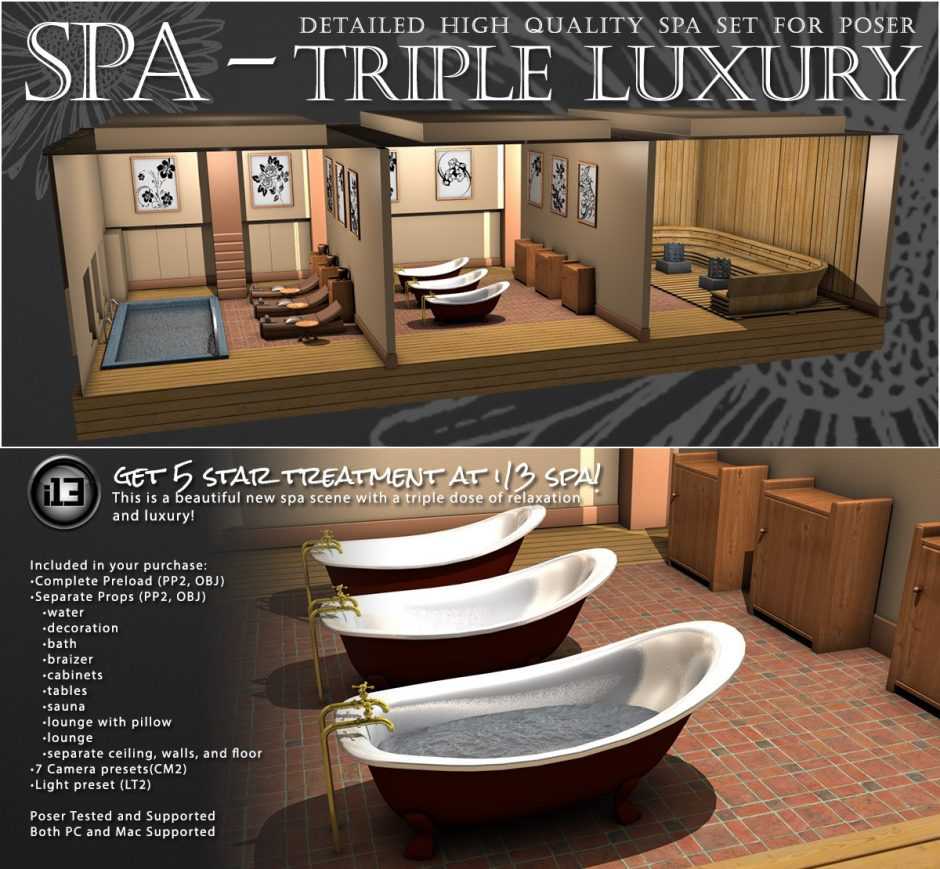 DETAILED HIGH QUALITY SPA SET FOR POSER
SPA - TRIPLE LUXURY
i13
GET 5 STAR TREATMENT AT i/3 SPA!
This is a beautiful new spa scene with a triple dose of relaxation
and luxury!
Included in your purchase:
•Complete Preload (PP2, OBJ)
•Separate Props (PP2, OBJ)
•water
•decoration
•bath
•braizer
•cabinets
•tables
•sauna
•lounge with pillow
•lounge
•separate ceiling, walls, and floor
•7 Camera presets(CM2)
•Light preset (LT2)
Poser Tested and Supported
Both PC and Mac Supported